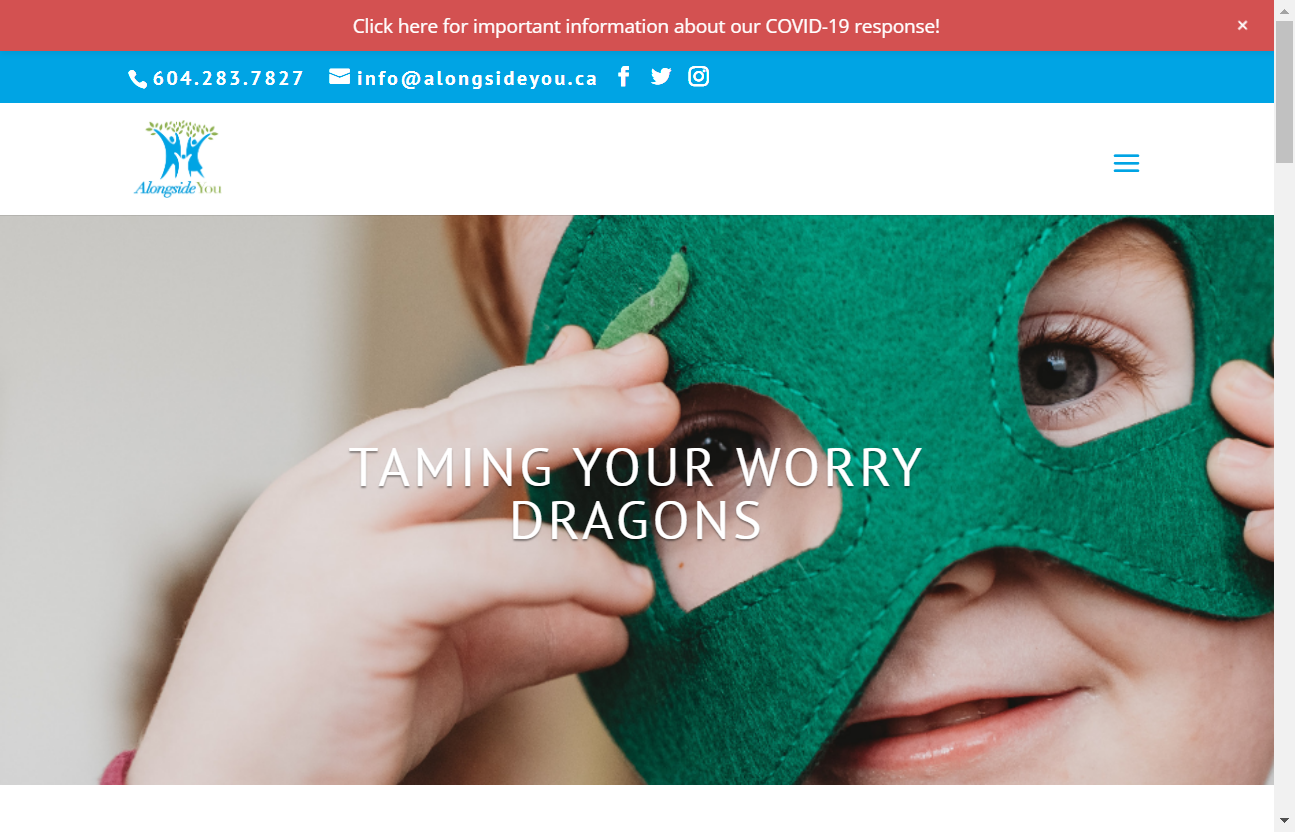 Click here for important information about our COVID-19 response!
×
604.283.7827 info@alongsideyou.ca
AlongsideYou
TAMING YOUR WORRY
DRAGONS